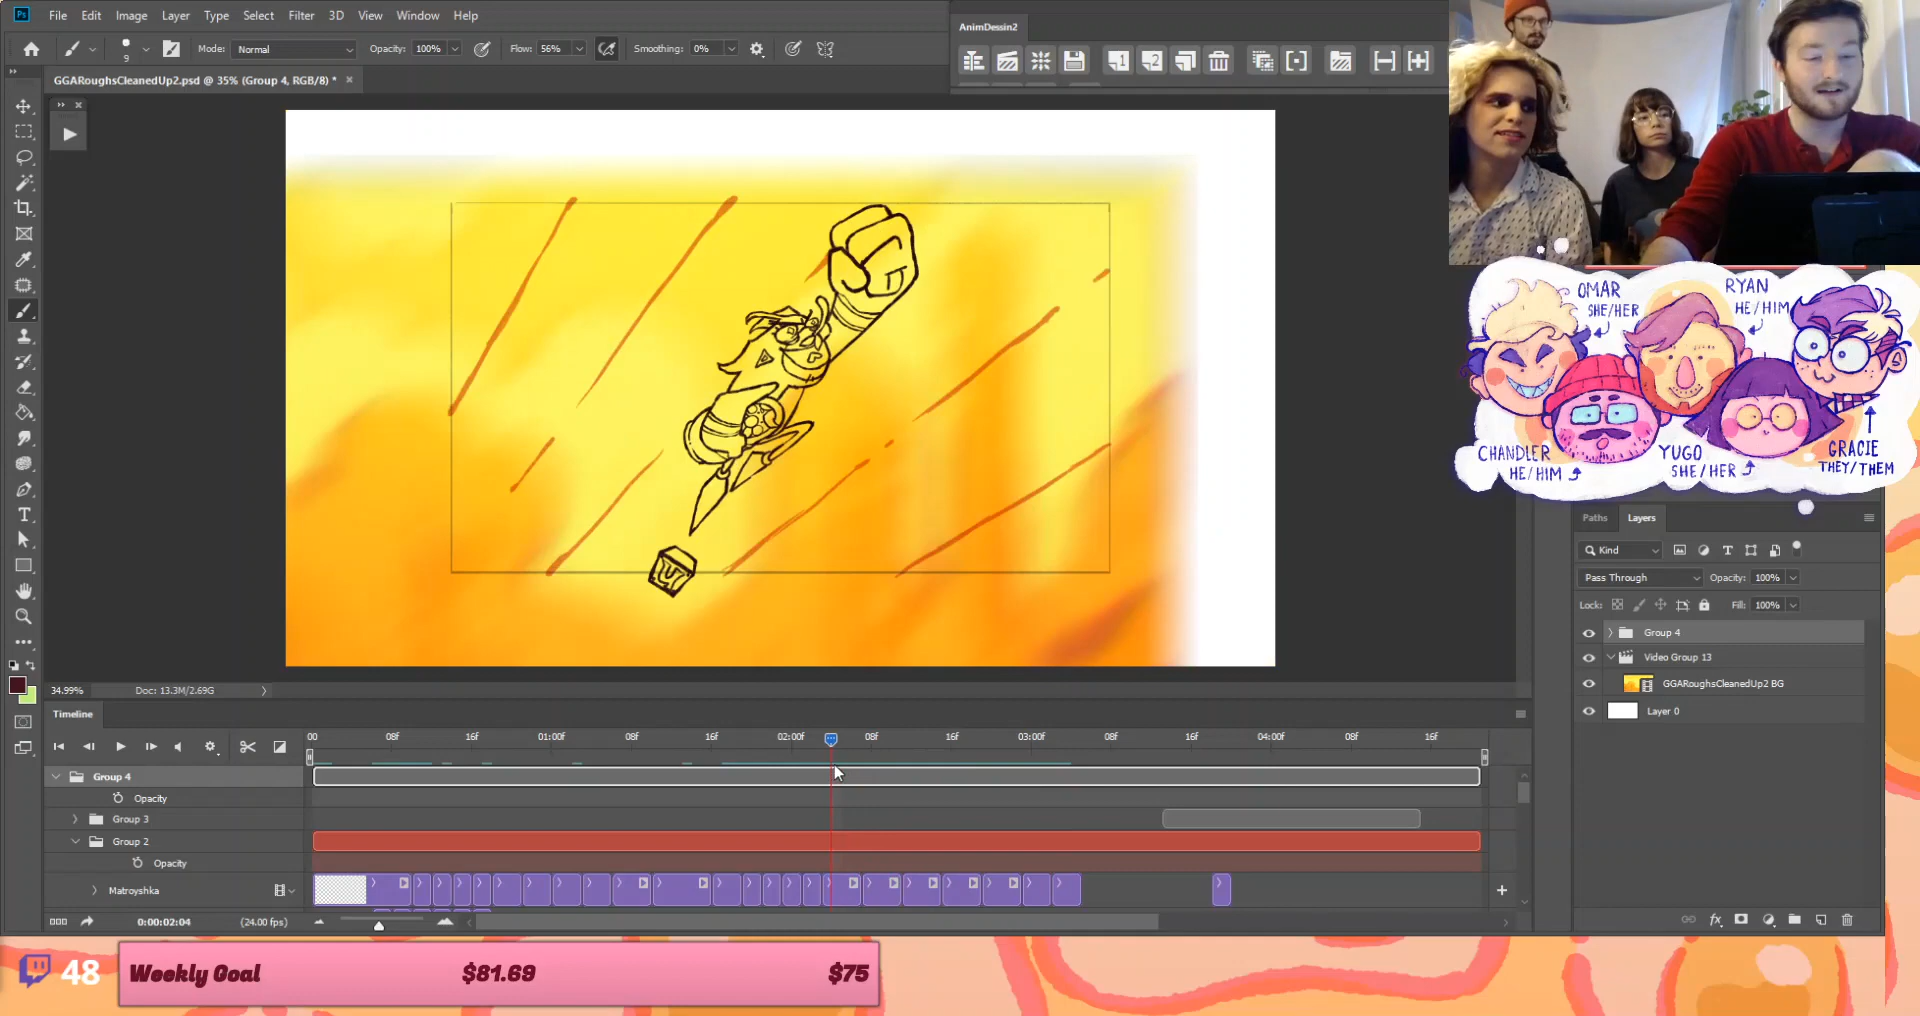 Ps File Edit Image Layer Type Select Filter 3D View Window Help
AnimDessin2
9 Mode: Normal Opacity: 100% Flow: 56% Smoothing: 0%
1 2
GGARoughsCleanedUp2.psd @ 35% (Group 4, RGB/8) *
OMAR
SHE/HER
RYAN
HE/HIM
CHANDLER
HE/HIM
YUGO
SHE/HER
GRACIE
THEY/THEM
Paths Layers
Kind
Pass Through Opacity: 100%
Lock: Fill: 100%
Group 4
Video Group 13
GGARoughsCleanedUp2 BG
Layer 0
fx
34.99% Doc: 13.3M/2.69G
Timeline
00 08f 16f 01:00f 08f 16f 02:00f 08f 16f 03:00f 08f 16f 04:00f 08f 16f
Group 4
Opacity
Group 3
Group 2
Opacity
Matroyshka
0:00:02:04 (24.00 fps)
48 Weekly Goal $81.69 $75